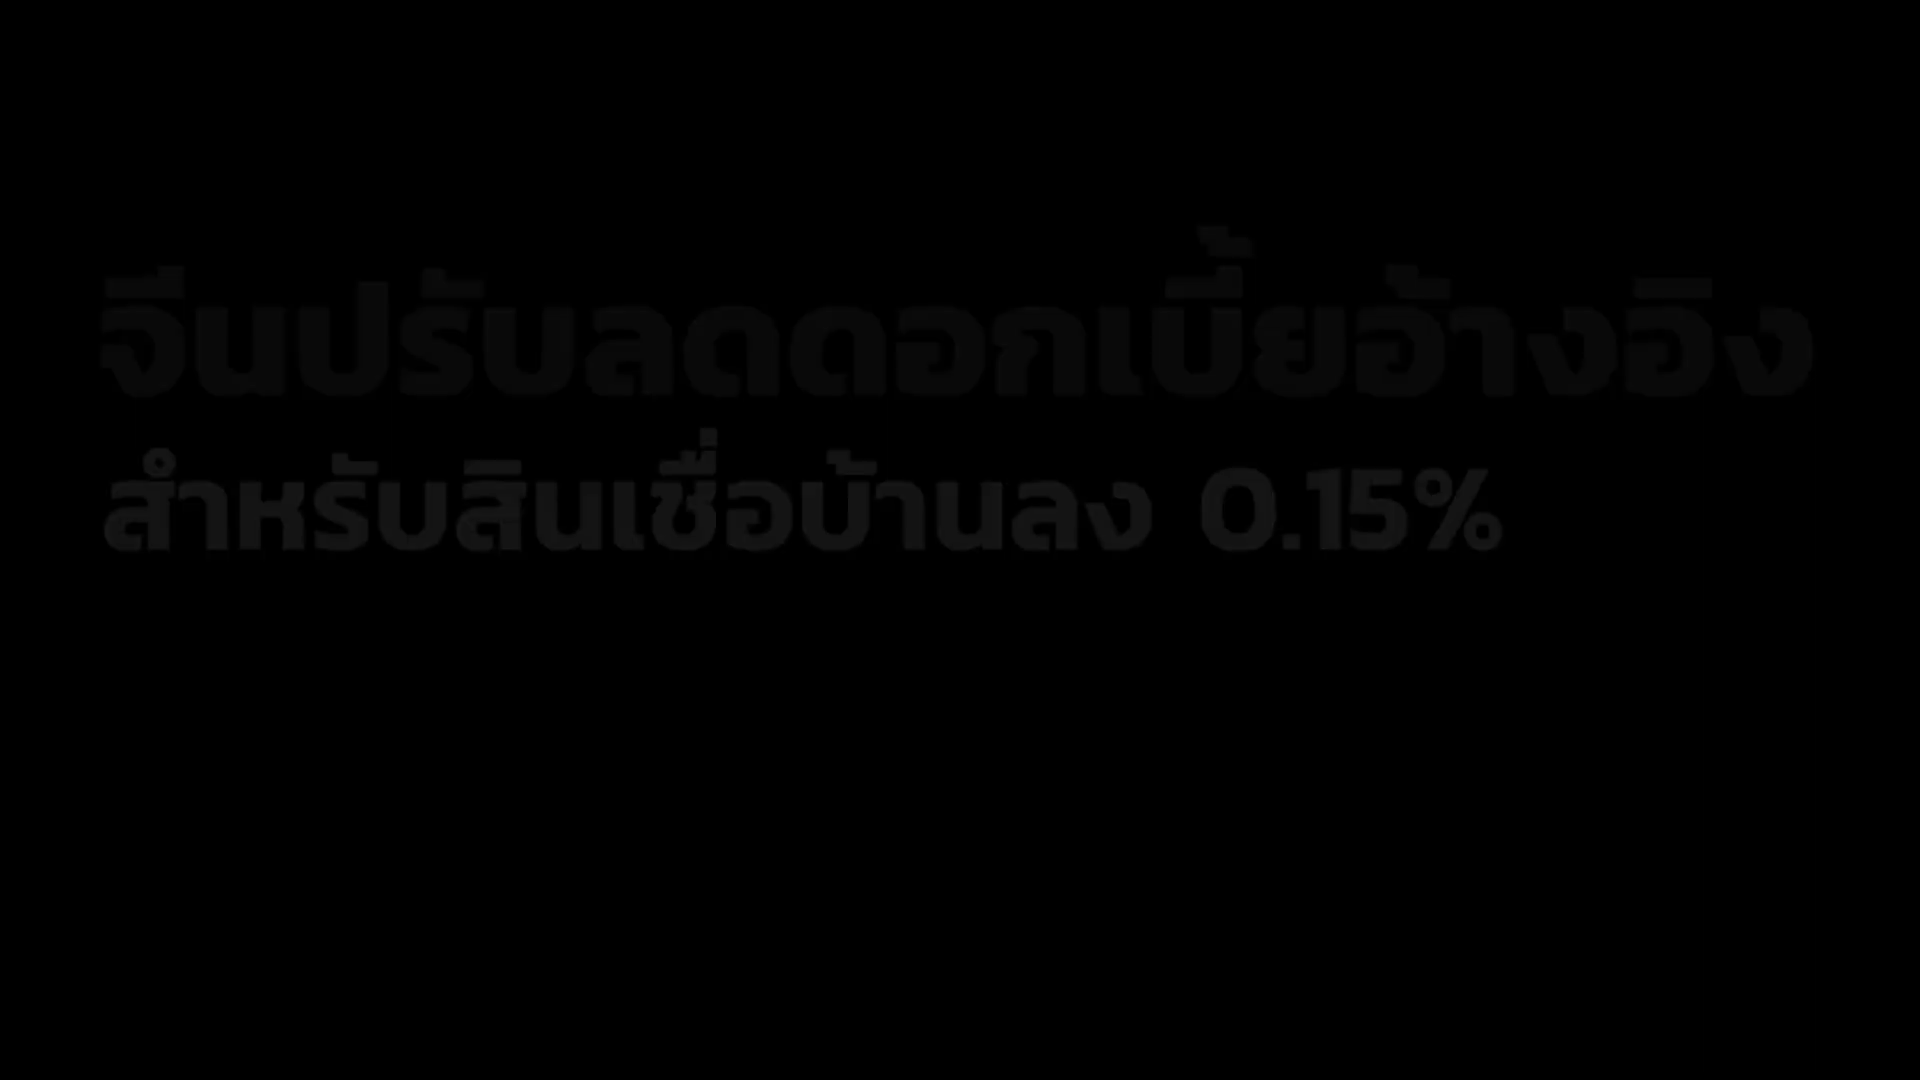 จีนปรับลดดอกเบี้ยอ้างอิง
สำหรับสินเชื่อบ้านลง 0.15%